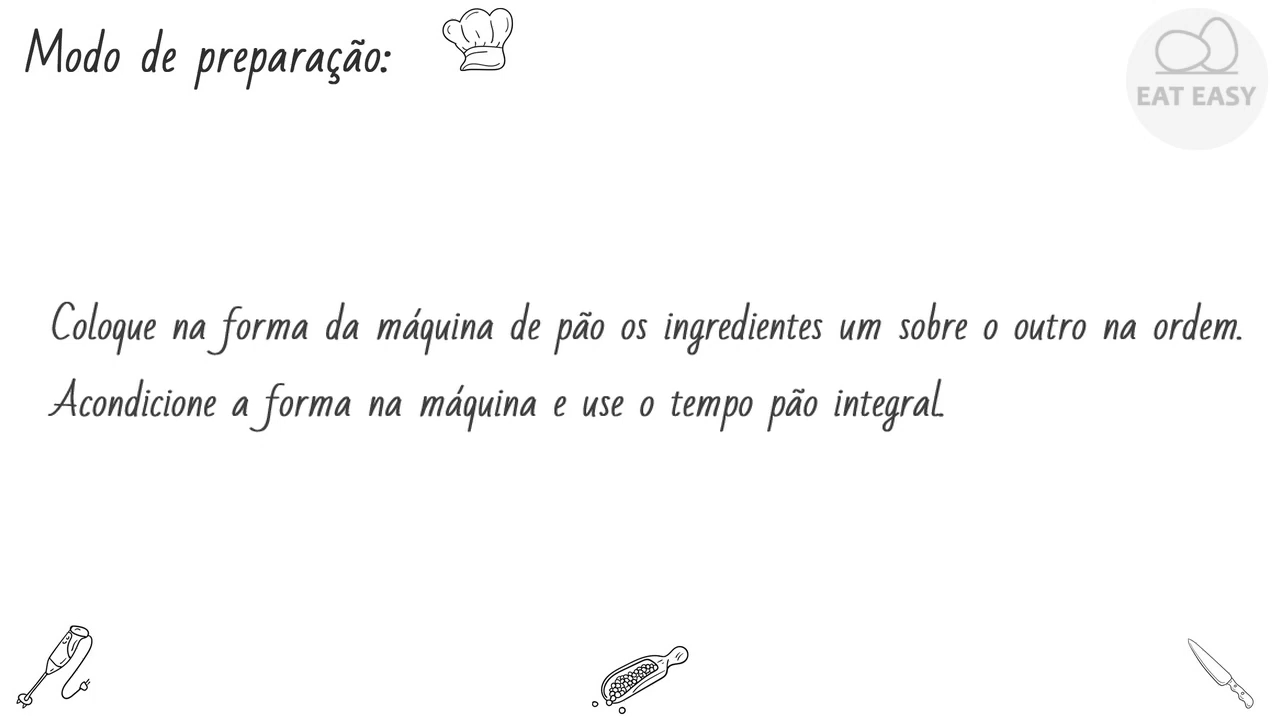 Modo de preparação:
EAT EASY
Coloque na forma da máquina de pão os ingredientes um sobre o outro na ordem.
Acondicione a forma na máquina e use o tempo pão integral.